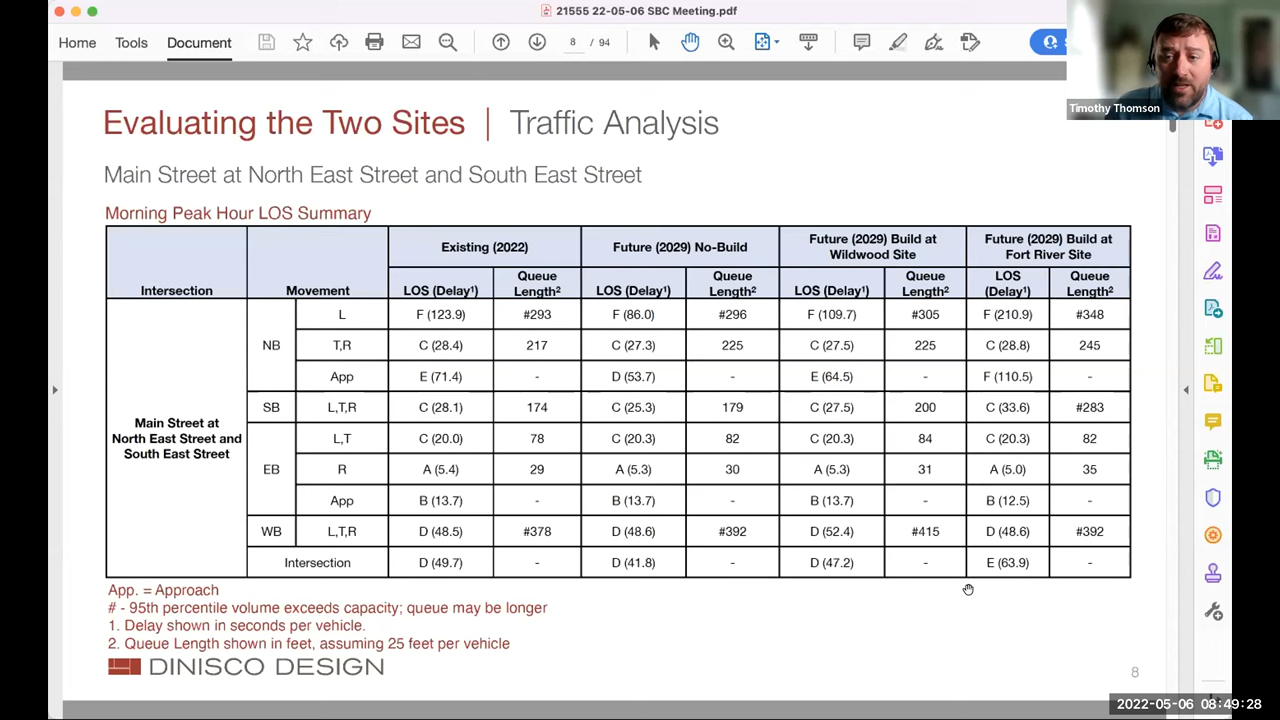 21555 22-05-06 SBC Meeting.pdf
Home Tools Document 8 / 94
Timothy Thomson
Evaluating the Two Sites | Traffic Analysis
Main Street at North East Street and South East Street
Morning Peak Hour LOS Summary
Intersection Movement Existing (2022) Future (2029) No-Build Future (2029) Build at Wildwood Site Future (2029) Build at Fort River Site
LOS (Delay¹) Queue Length² LOS (Delay¹) Queue Length² LOS (Delay¹) Queue Length² LOS (Delay¹) Queue Length²
Main Street at North East Street and South East Street
NB L F (123.9) #293 F (86.0) #296 F (109.7) #305 F (210.9) #348
T,R C (28.4) 217 C (27.3) 225 C (27.5) 225 C (28.8) 245
App E (71.4) - D (53.7) - E (64.5) - F (110.5) -
SB L,T,R C (28.1) 174 C (25.3) 179 C (27.5) 200 C (33.6) #283
EB L,T C (20.0) 78 C (20.3) 82 C (20.3) 84 C (20.3) 82
R A (5.4) 29 A (5.3) 30 A (5.3) 31 A (5.0) 35
App B (13.7) - B (13.7) - B (13.7) - B (12.5) -
WB L,T,R D (48.5) #378 D (48.6) #392 D (52.4) #415 D (48.6) #392
Intersection D (49.7) - D (41.8) - D (47.2) - E (63.9) -
App. = Approach
# - 95th percentile volume exceeds capacity; queue may be longer
1. Delay shown in seconds per vehicle.
2. Queue Length shown in feet, assuming 25 feet per vehicle
DINISCO DESIGN
8
2022-05-06 08:49:28